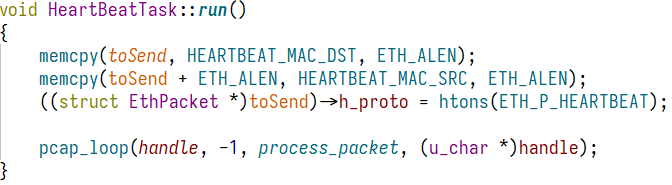 void HeartBeatTask::run()
{
    memcpy(toSend, HEARTBEAT_MAC_DST, ETH_ALEN);
    memcpy(toSend + ETH_ALEN, HEARTBEAT_MAC_SRC, ETH_ALEN);
    ((struct EthPacket *)toSend)->h_proto = htons(ETH_P_HEARTBEAT);

    pcap_loop(handle, -1, process_packet, (u_char *)handle);
}